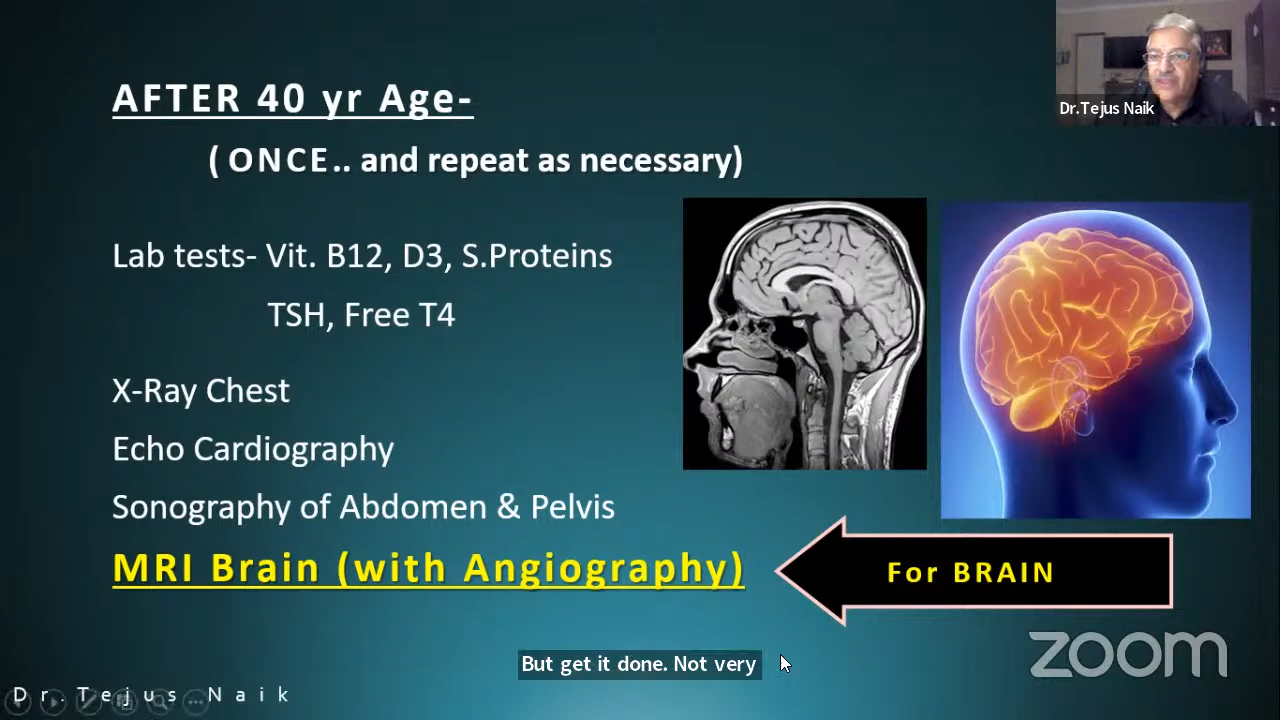 AFTER 40 yr Age-
( ONCE.. and repeat as necessary)
Lab tests- Vit. B12, D3, S.Proteins
TSH, Free T4
X-Ray Chest
Echo Cardiography
Sonography of Abdomen & Pelvis
MRI Brain (with Angiography)
For BRAIN
Dr.Tejus Naik
But get it done. Not very
zoom
Dr. Tejus Naik